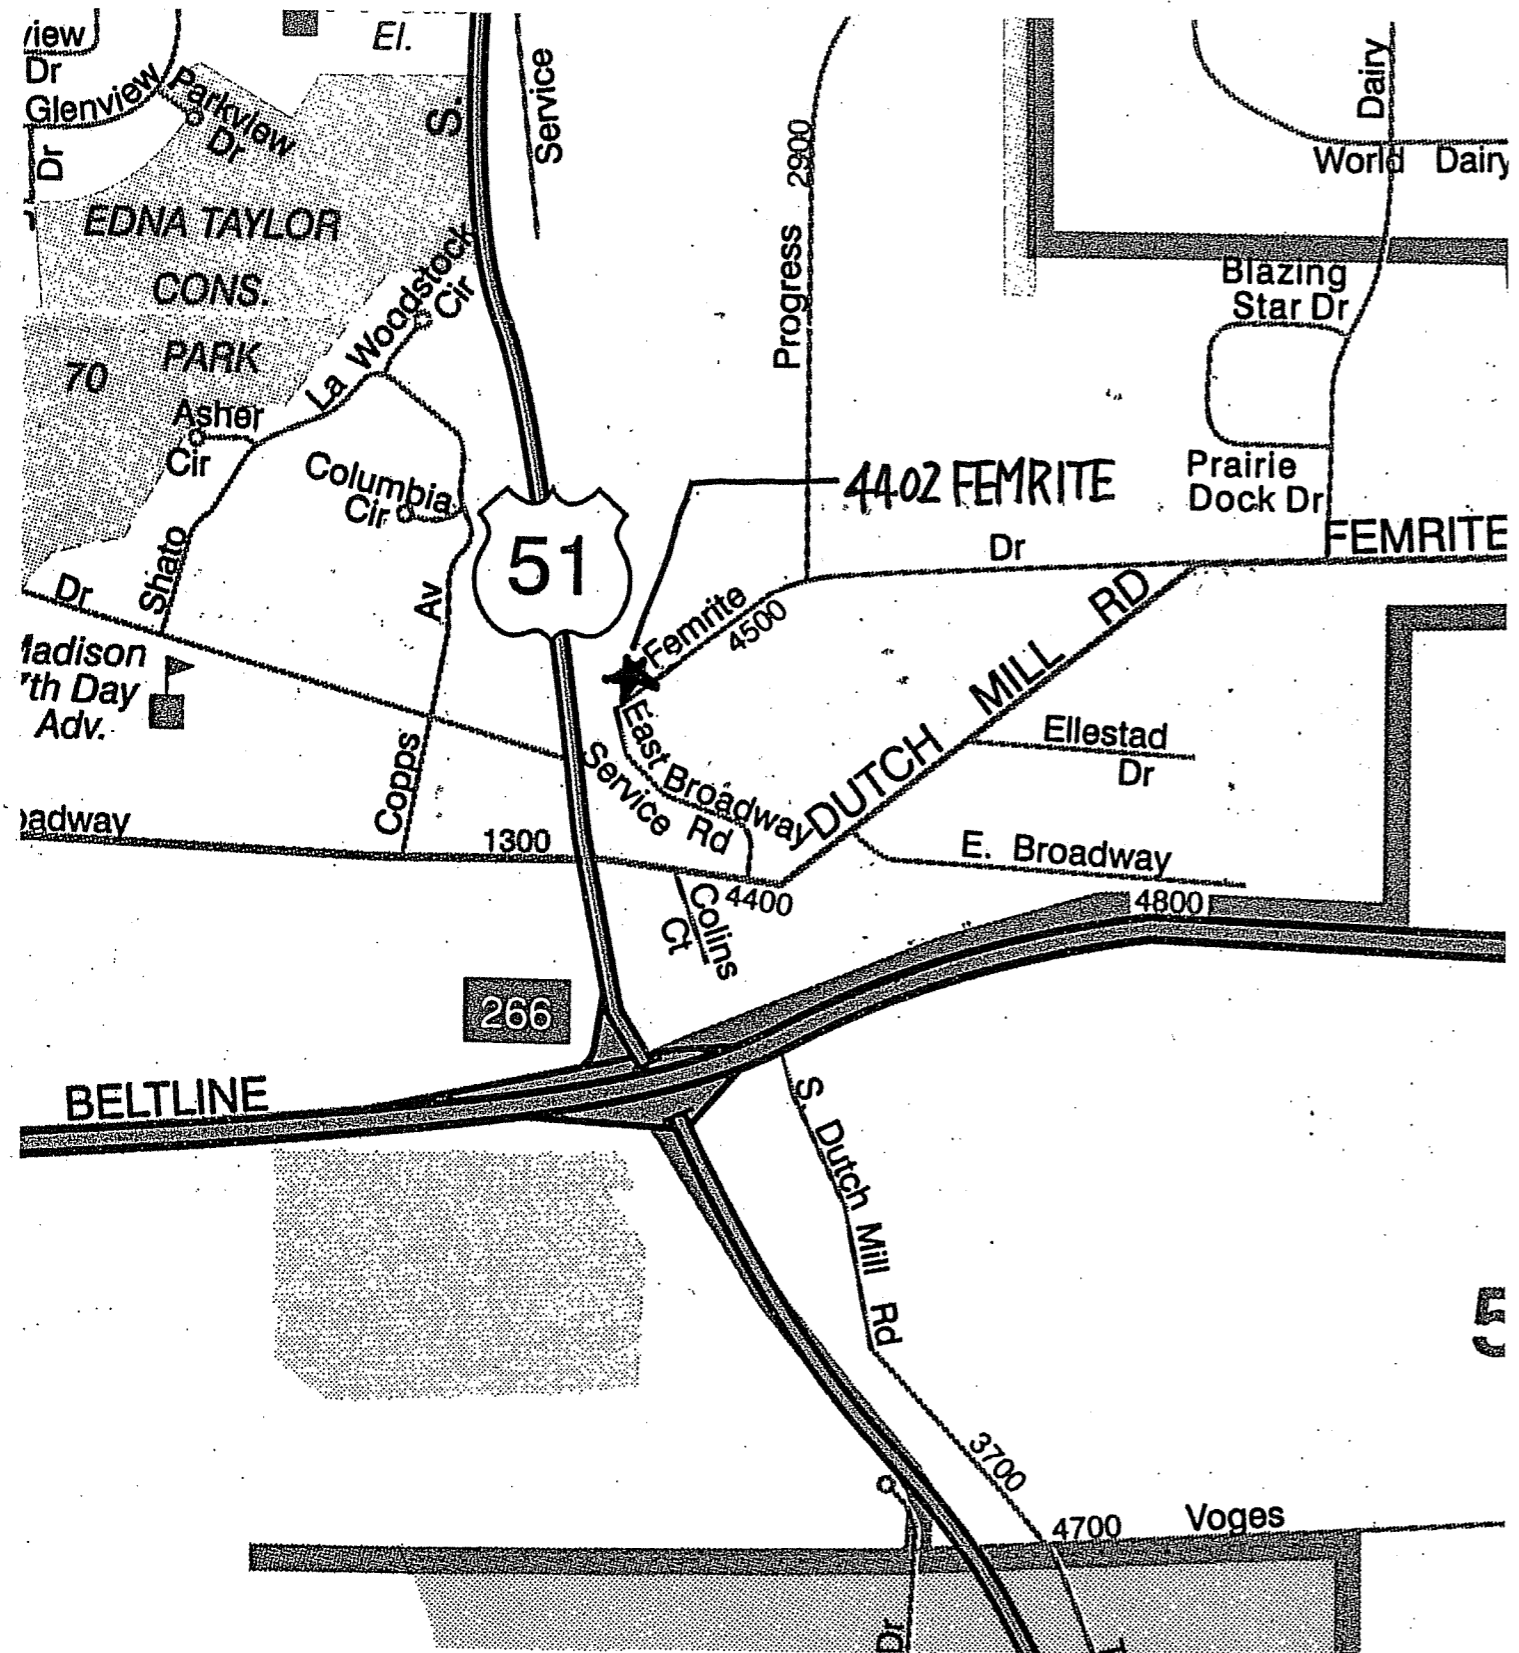 view
Dr
El.
S.
Service
Dairy
Glenview
Parkview
Dr
Dr
2900
World Dairy
EDNA TAYLOR
CONS.
PARK
70
La Woodstock
Cir
Progress
Blazing
Star Dr
Asher
Cir
Columbia
Cir
4402 FEMRITE
Prairie
Dock Dr
51
Dr
FEMRITE
Dr
Shato
Av
Femrite
4500
DUTCH MILL RD
Madison
7th Day
Adv.
East Broadway
Service Rd
Ellestad
Dr
Copps
oadway
1300
E. Broadway
4400
Colins
Ct
4800
266
BELTLINE
S. Dutch Mill Rd
5
3700
4700
Voges
Dr